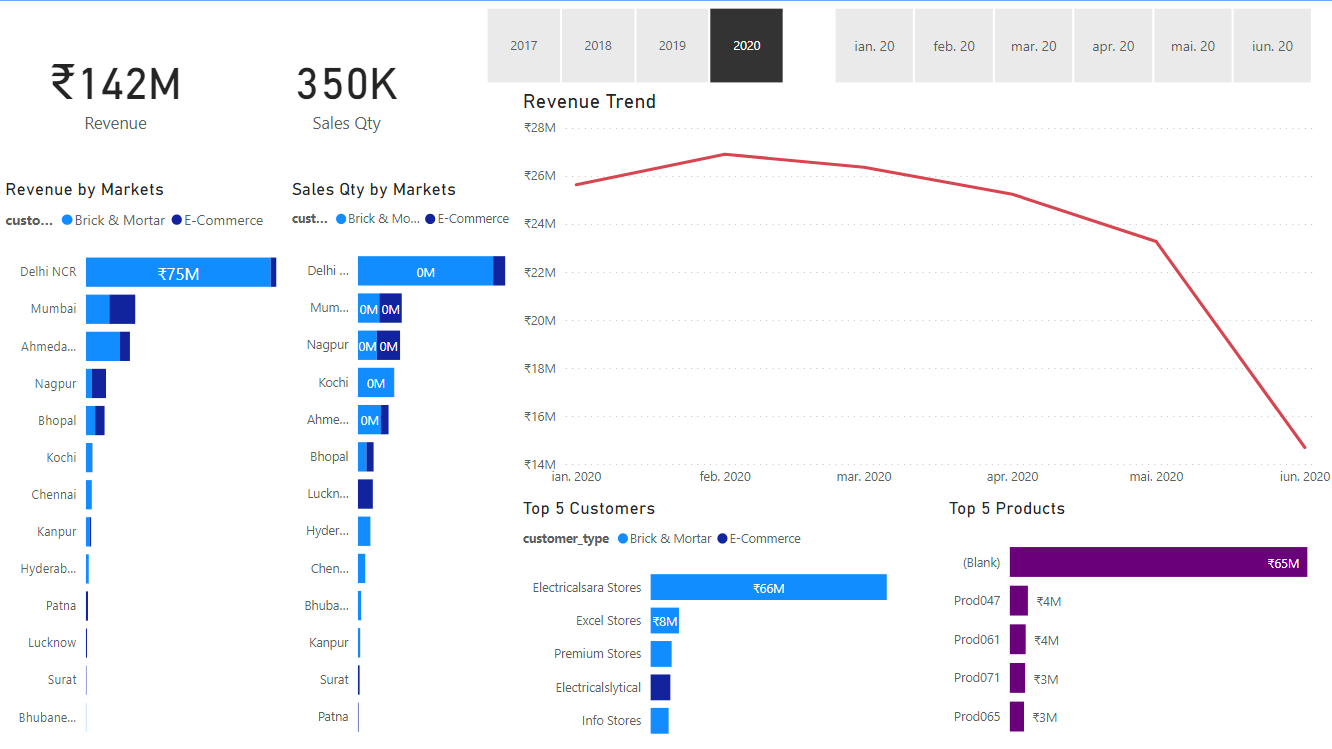 2017 2018 2019 2020 ian. 20 feb. 20 mar. 20 apr. 20 mai. 20 iun. 20
₹142M
Revenue
350K
Sales Qty
Revenue Trend
₹28M
₹26M
₹24M
₹22M
₹20M
₹18M
₹16M
₹14M
ian. 2020 feb. 2020 mar. 2020 apr. 2020 mai. 2020 iun. 2020
Revenue by Markets
custo... Brick & Mortar E-Commerce
Delhi NCR ₹75M
Mumbai
Ahmeda...
Nagpur
Bhopal
Kochi
Chennai
Kanpur
Hyderab...
Patna
Lucknow
Surat
Bhubane...
Sales Qty by Markets
cust... Brick & Mo... E-Commerce
Delhi ... 0M
Mum... 0M 0M
Nagpur 0M 0M
Kochi 0M
Ahme... 0M
Bhopal
Luckn...
Hyder...
Chen...
Bhuba...
Kanpur
Surat
Patna
Top 5 Customers
customer_type Brick & Mortar E-Commerce
Electricalsara Stores ₹66M
Excel Stores ₹8M
Premium Stores
Electricalslytical
Info Stores
Top 5 Products
(Blank) ₹65M
Prod047 ₹4M
Prod061 ₹4M
Prod071 ₹3M
Prod065 ₹3M